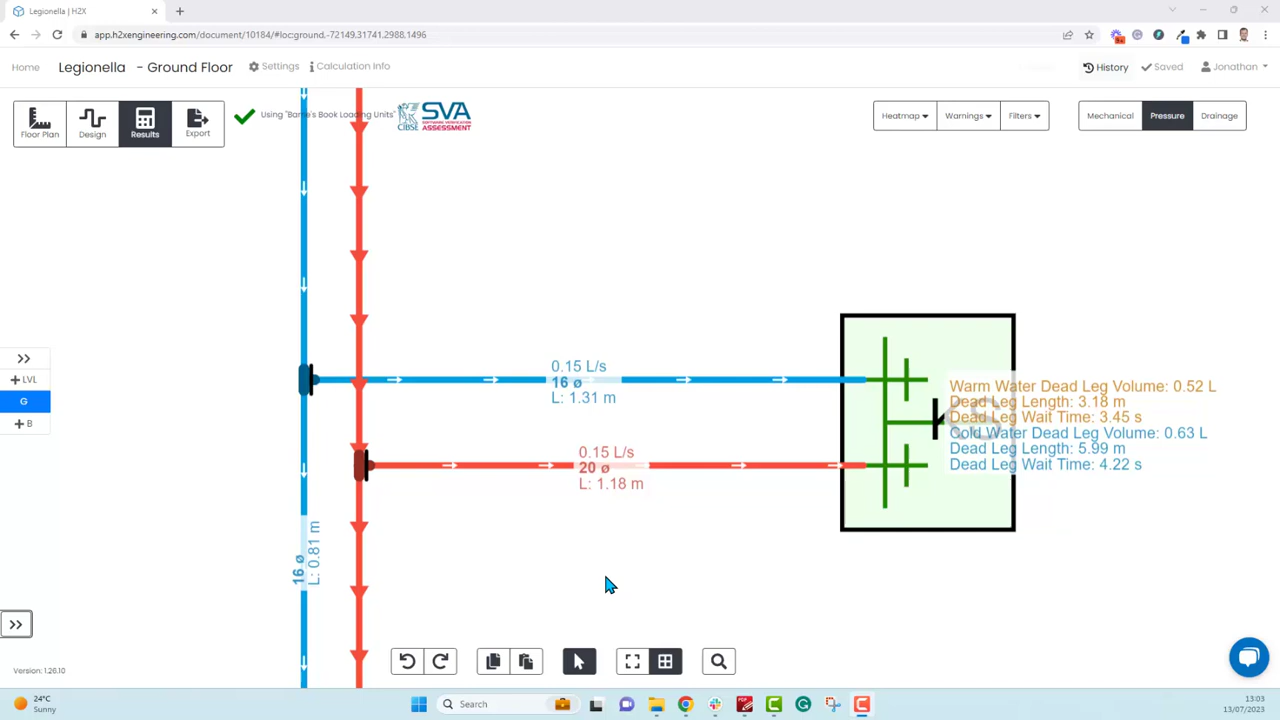 Legionella | H2X
app.h2xengineering.com/document/10184/#loc:ground.-72149.31741.2988.1496
Home
Legionella - Ground Floor
Settings
Calculation Info
History
Saved
Jonathan
Floor Plan
Design
Results
Export
Using "Barrie's Book Loading Units"
CIBSE
SVA
SOFTWARE VERIFICATION
ASSESSMENT
Heatmap
Warnings
Filters
Mechanical
Pressure
Drainage
>>
+ LVL
G
+ B
>>
0.15 L/s
16 ø
L: 1.31 m
0.15 L/s
20 ø
L: 1.18 m
16 ø
L: 0.81 m
Warm Water Dead Leg Volume: 0.52 L
Dead Leg Length: 3.18 m
Dead Leg Wait Time: 3.45 s
Cold Water Dead Leg Volume: 0.63 L
Dead Leg Length: 5.99 m
Dead Leg Wait Time: 4.22 s
Version: 1.26.10
24°C
Sunny
Search
13:03
13/07/2023